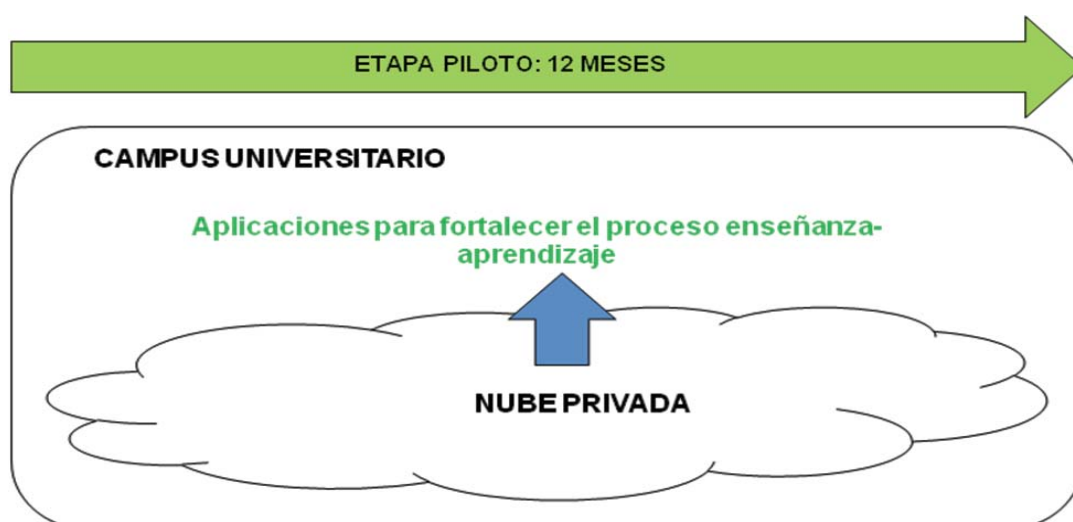 ETAPA PILOTO: 12 MESES
CAMPUS UNIVERSITARIO
Aplicaciones para fortalecer el proceso enseñanza-
aprendizaje
NUBE PRIVADA